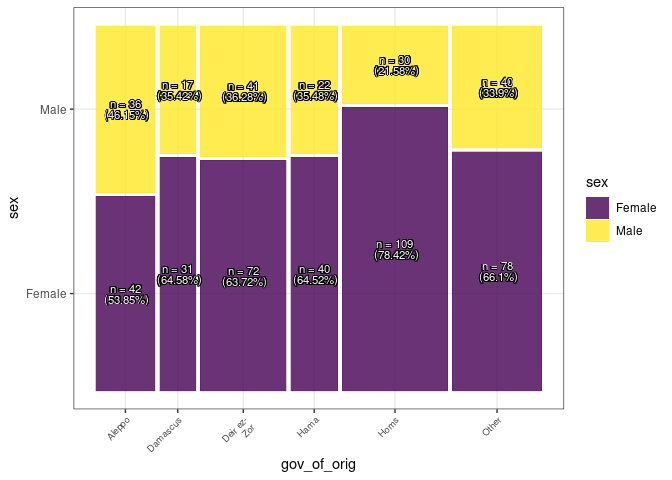 n = 36
(46.15%)
n = 17
(35.42%)
n = 41
(36.28%)
n = 22
(35.48%)
n = 30
(21.58%)
n = 40
(33.9%)
n = 42
(53.85%)
n = 31
(64.58%)
n = 72
(63.72%)
n = 40
(64.52%)
n = 109
(78.42%)
n = 78
(66.1%)
Male
Female
sex
Aleppo
Damascus
Deir ez-
Zor
Hama
Homs
Other
gov_of_orig
sex
Female
Male